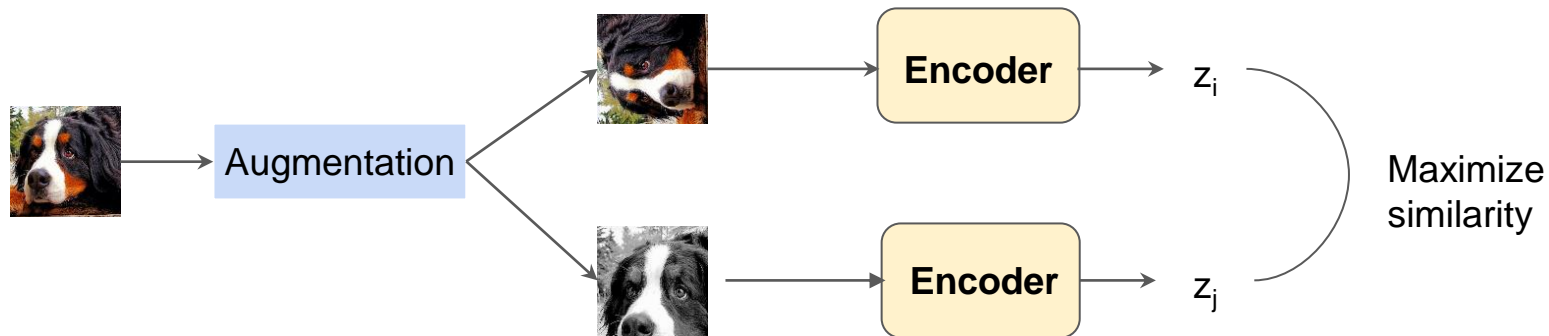 Augmentation
Encoder
z_i
Encoder
z_j
Maximize
similarity